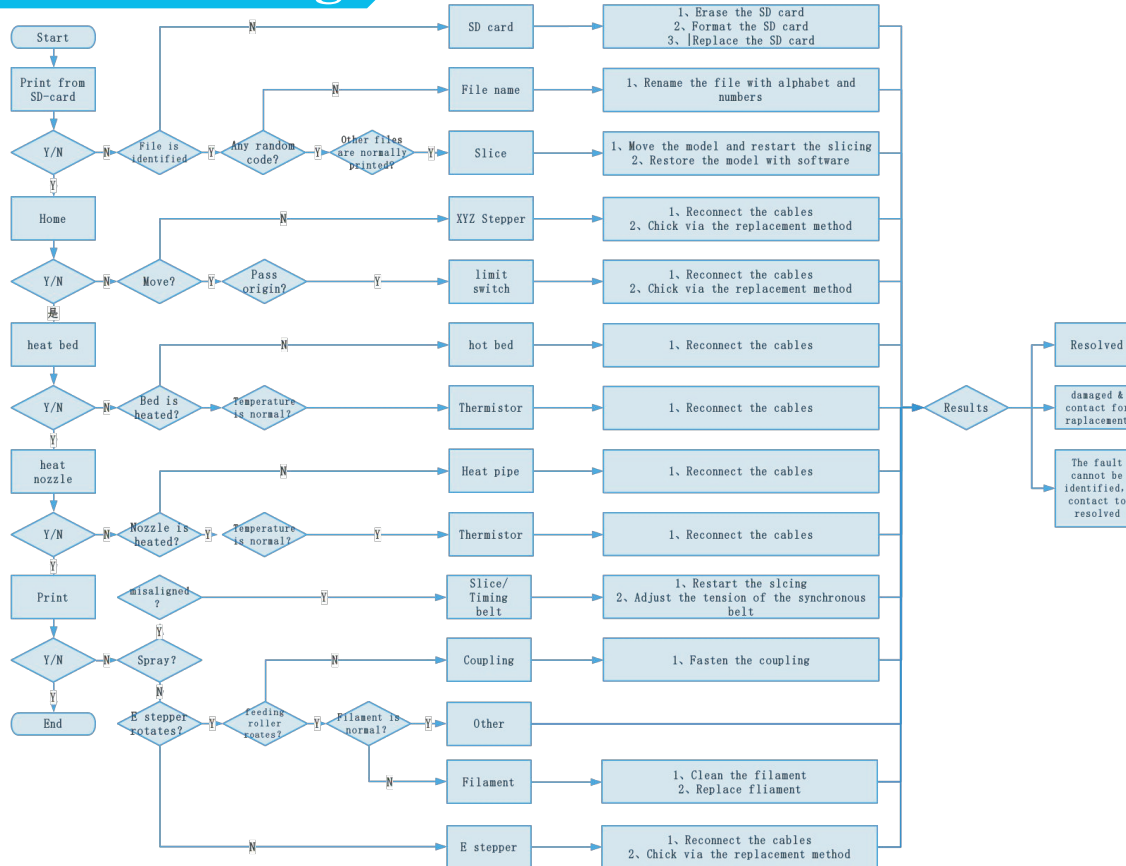 Start
N
SD card
1、Erase the SD card
2、Format the SD card
3、|Replace the SD card
Print from
SD-card
N
File name
1、Rename the file with alphabet and
numbers
Y/N
N
File is
identified
Y
Any random
code?
Y
Other files
are normally
printed?
Y
Slice
1、Move the model and restart the slicing
2、Restore the model with software
Y
Home
N
XYZ Stepper
1、Reconnect the cables
2、Chick via the replacement method
Y/N
N
Move?
Y
Pass
origin?
Y
limit
switch
1、Reconnect the cables
2、Chick via the replacement method
是
heat bed
N
hot bed
1、Reconnect the cables
Resolved
Y/N
N
Bed is
heated?
Temperature
is normal?
Thermistor
1、Reconnect the cables
Results
damaged &
contact for
raplacement
Y
heat
nozzle
N
Heat pipe
1、Reconnect the cables
The fault
cannot be
identified,
contact to
resolved
Y/N
N
Nozzle is
heated?
Y
Temperature
is normal?
Y
Thermistor
1、Reconnect the cables
Y
Print
misaligned
?
Y
Slice/
Timing
belt
1、Restart the slcing
2、Adjust the tension of the synchronous
belt
Y
Y/N
N
Spray?
N
Coupling
1、Fasten the coupling
Y
N
End
E stepper
rotates?
Y
feeding
roller
roates?
Y
Filament is
normal?
Y
Other
N
Filament
1、Clean the filament
2、Replace fliament
N
E stepper
1、Reconnect the cables
2、Chick via the replacement method